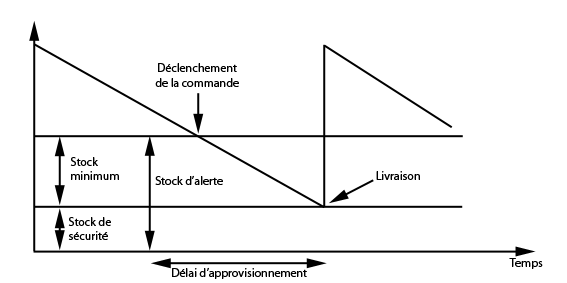 Déclenchement
de la commande
Stock
minimum
Stock d'alerte
Livraison
Stock de
sécurité
Délai d'approvisionnement
Temps